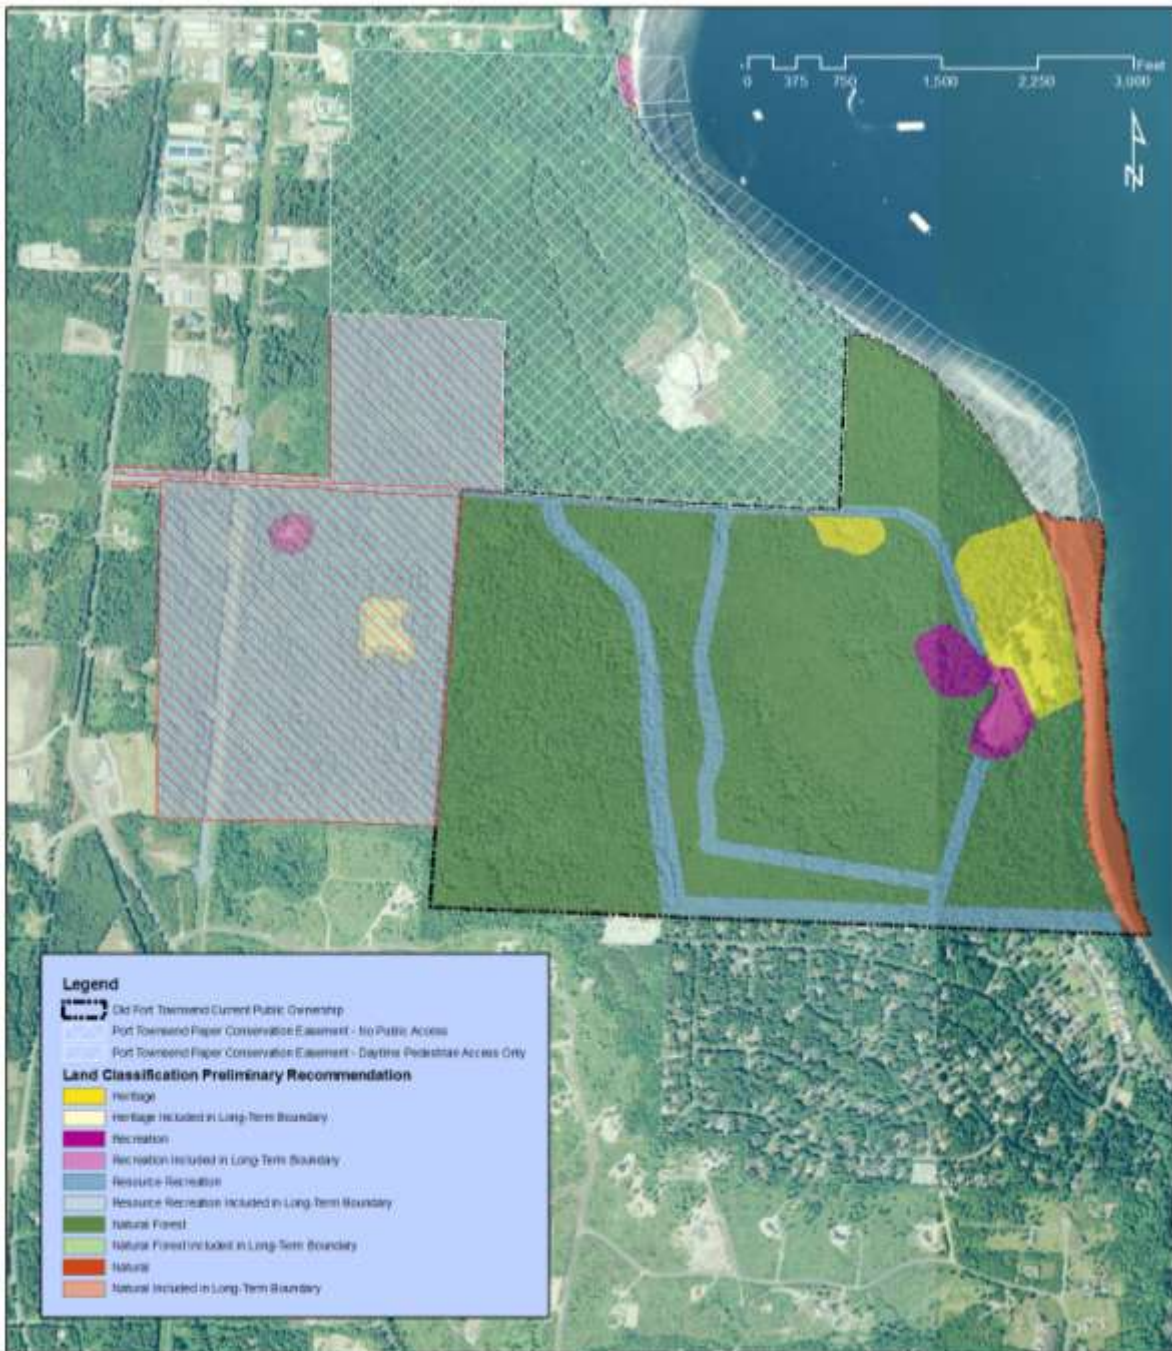 Feet
0 375 750 1,500 2,250 3,000
N
Legend
Old Fort Townsend Current Public Ownership
Port Townsend Paper Conservation Easement - No Public Access
Port Townsend Paper Conservation Easement - Daytime Pedestrian Access Only
Land Classification Preliminary Recommendation
Heritage
Heritage Included in Long-Term Boundary
Recreation
Recreation Included in Long-Term Boundary
Resource Recreation
Resource Recreation Included in Long-Term Boundary
Natural Forest
Natural Forest Included in Long-Term Boundary
Natural
Natural Included in Long-Term Boundary